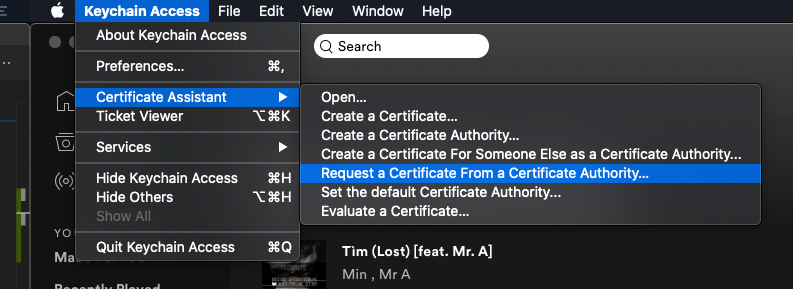 Keychain Access File Edit View Window Help
About Keychain Access
Search
Preferences... ⌘,
Certificate Assistant ▶
Open...
Ticket Viewer ⌥⌘K
Create a Certificate...
Create a Certificate Authority...
Services ▶
Create a Certificate For Someone Else as a Certificate Authority...
Request a Certificate From a Certificate Authority...
Hide Keychain Access ⌘H
Set the default Certificate Authority...
Hide Others ⌥⌘H
Evaluate a Certificate...
Show All
YO
Quit Keychain Access ⌘Q
Tìm (Lost) [feat. Mr. A]
Min , Mr A
Recently Played